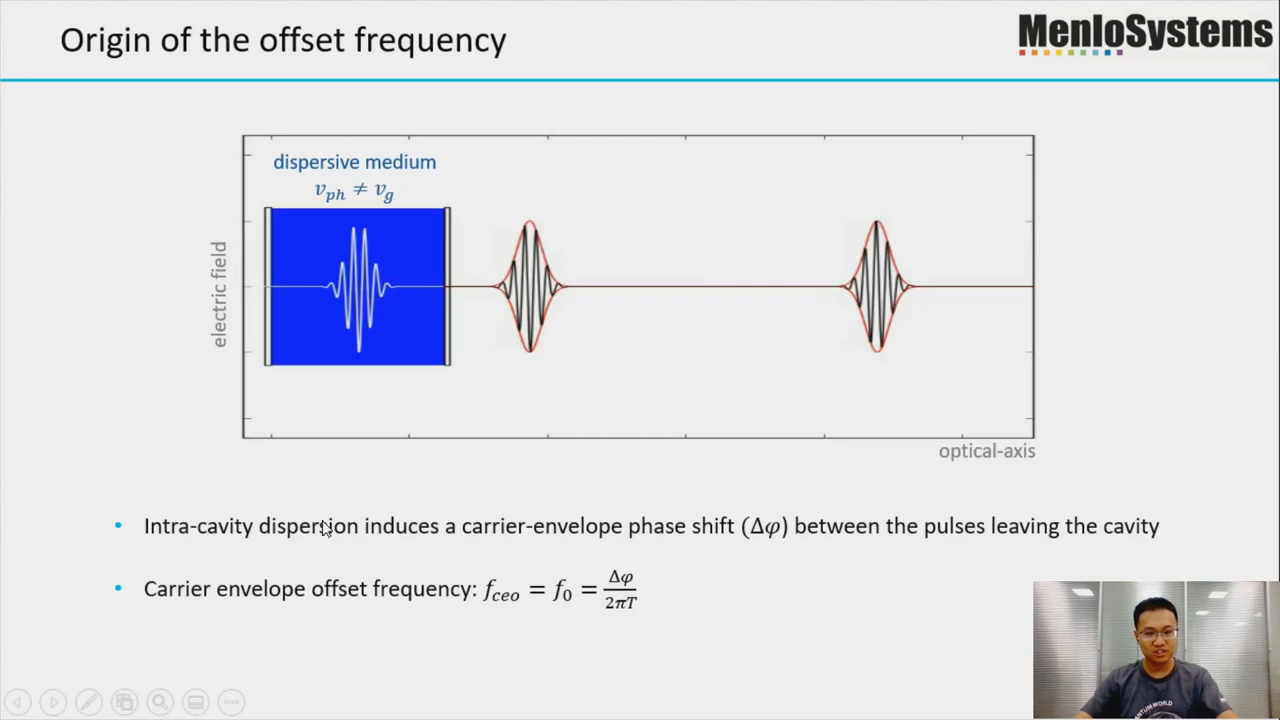 Origin of the offset frequency
MenloSystems
dispersive medium
v_ph ≠ v_g
electric field
optical-axis
• Intra-cavity dispersion induces a carrier-envelope phase shift (Δφ) between the pulses leaving the cavity
• Carrier envelope offset frequency: f_ceo = f_0 = Δφ/2πT